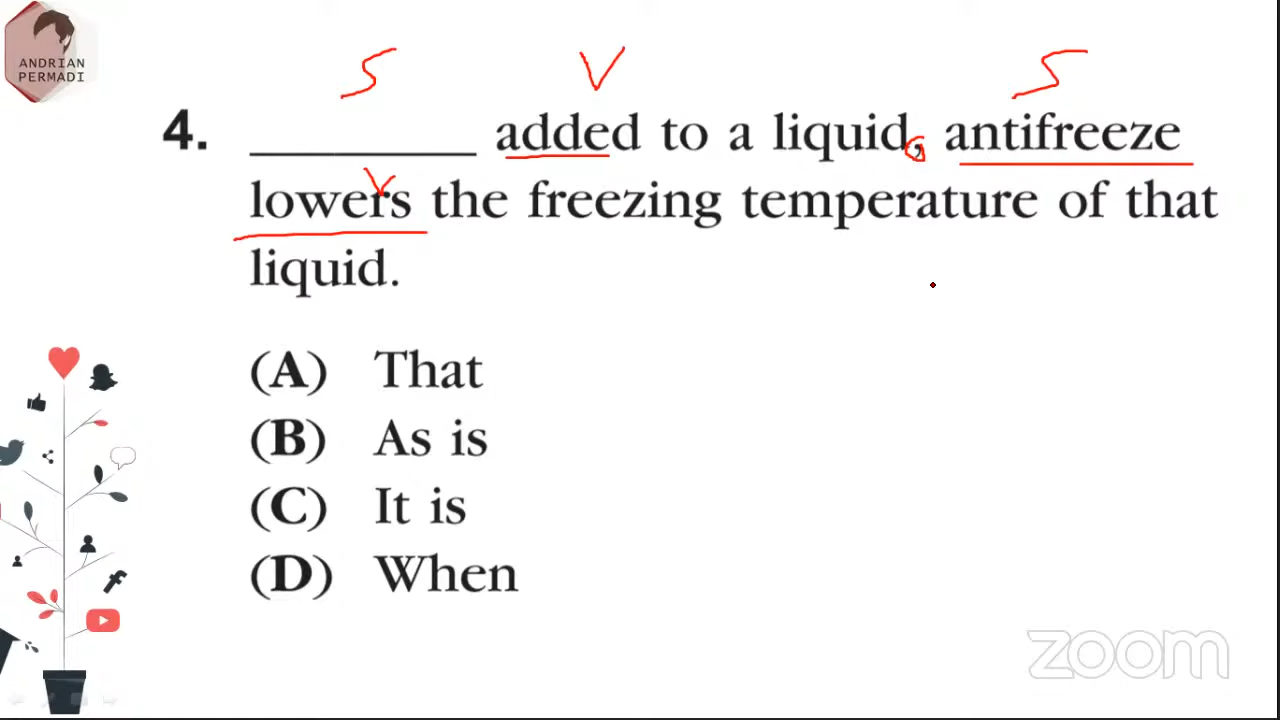 ANDRIAN
PERMADI
S V S
4. ________ added to a liquid, antifreeze
V
lowers the freezing temperature of that
liquid.
(A) That
(B) As is
(C) It is
(D) When
zoom